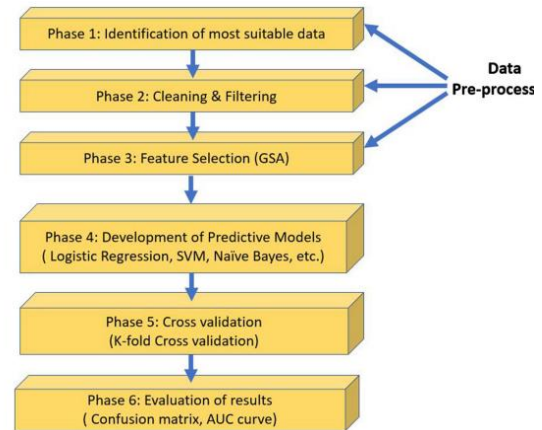 Phase 1: Identification of most suitable data
Data
Pre-process
Phase 2: Cleaning & Filtering
Phase 3: Feature Selection (GSA)
Phase 4: Development of Predictive Models
( Logistic Regression, SVM, Naïve Bayes, etc.)
Phase 5: Cross validation
(K-fold Cross validation)
Phase 6: Evaluation of results
( Confusion matrix, AUC curve)